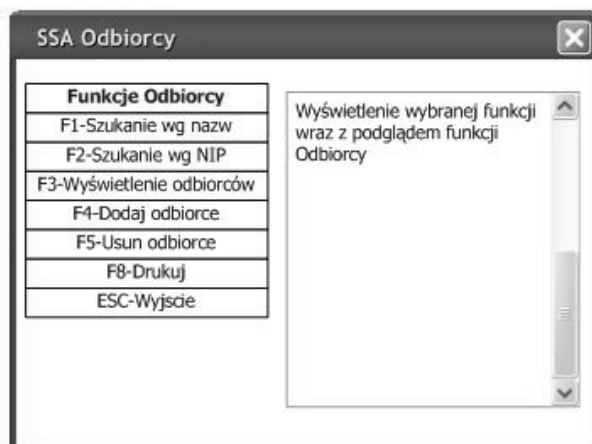 SSA Odbiorcy
Funkcje Odbiorcy
F1-Szukanie wg nazw
F2-Szukanie wg NIP
F3-Wyświetlenie odbiorców
F4-Dodaj odbiorce
F5-Usun odbiorce
F8-Drukuj
ESC-Wyjscie
Wyświetlenie wybranej funkcji
wraz z podglądem funkcji
Odbiorcy